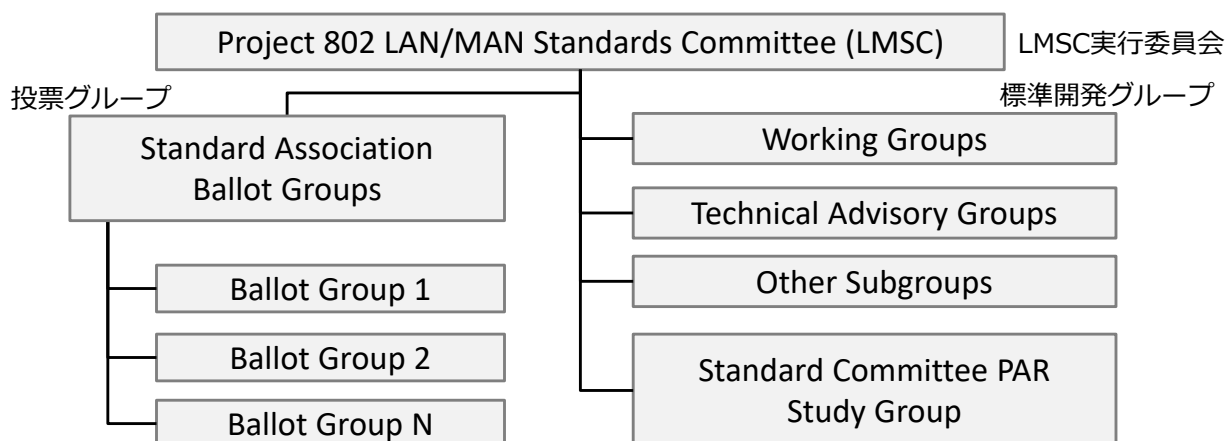 Project 802 LAN/MAN Standards Committee (LMSC)
LMSC実行委員会
投票グループ
標準開発グループ
Standard Association
Ballot Groups
Ballot Group 1
Ballot Group 2
Ballot Group N
Working Groups
Technical Advisory Groups
Other Subgroups
Standard Committee PAR
Study Group